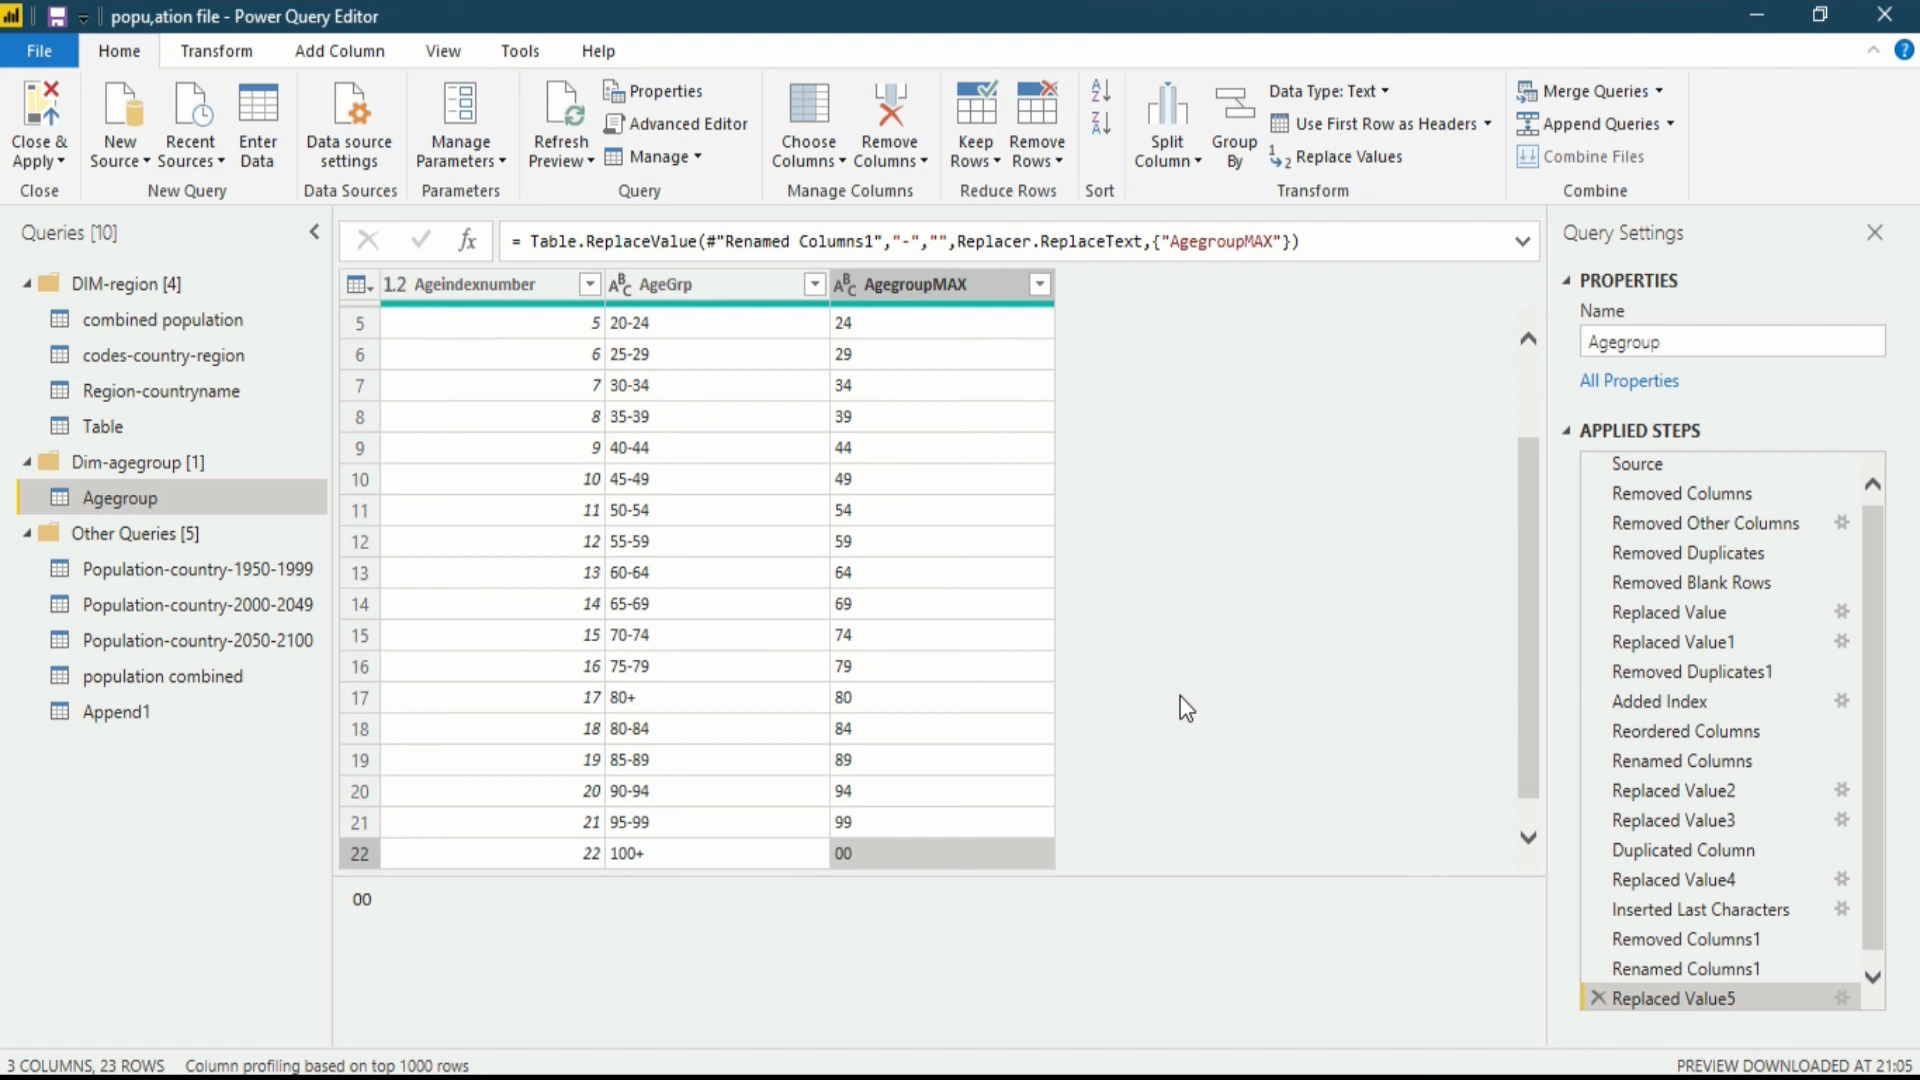 popu,ation file - Power Query Editor
File Home Transform Add Column View Tools Help
Close & Apply
Close
New Source
Recent Sources
Enter Data
New Query
Data source settings
Data Sources
Manage Parameters
Parameters
Refresh Preview
Properties
Advanced Editor
Manage
Query
Choose Columns
Remove Columns
Manage Columns
Keep Rows
Remove Rows
Reduce Rows
Sort
Split Column
Group By
Data Type: Text
Use First Row as Headers
Replace Values
Transform
Merge Queries
Append Queries
Combine Files
Combine
Queries [10]
DIM-region [4]
combined population
codes-country-region
Region-countryname
Table
Dim-agegroup [1]
Agegroup
Other Queries [5]
Population-country-1950-1999
Population-country-2000-2049
Population-country-2050-2100
population combined
Append1
fx = Table.ReplaceValue(#"Renamed Columns1","-","",Replacer.ReplaceText,{"AgegroupMAX"})
1.2 Ageindexnumber ABC AgeGrp ABC AgegroupMAX
5 5 20-24 24
6 6 25-29 29
7 7 30-34 34
8 8 35-39 39
9 9 40-44 44
10 10 45-49 49
11 11 50-54 54
12 12 55-59 59
13 13 60-64 64
14 14 65-69 69
15 15 70-74 74
16 16 75-79 79
17 17 80+ 80
18 18 80-84 84
19 19 85-89 89
20 20 90-94 94
21 21 95-99 99
22 22 100+ 00
00
Query Settings
PROPERTIES
Name
Agegroup
All Properties
APPLIED STEPS
Source
Removed Columns
Removed Other Columns
Removed Duplicates
Removed Blank Rows
Replaced Value
Replaced Value1
Removed Duplicates1
Added Index
Reordered Columns
Renamed Columns
Replaced Value2
Replaced Value3
Duplicated Column
Replaced Value4
Inserted Last Characters
Removed Columns1
Renamed Columns1
Replaced Value5
3 COLUMNS, 23 ROWS Column profiling based on top 1000 rows
PREVIEW DOWNLOADED AT 21:05